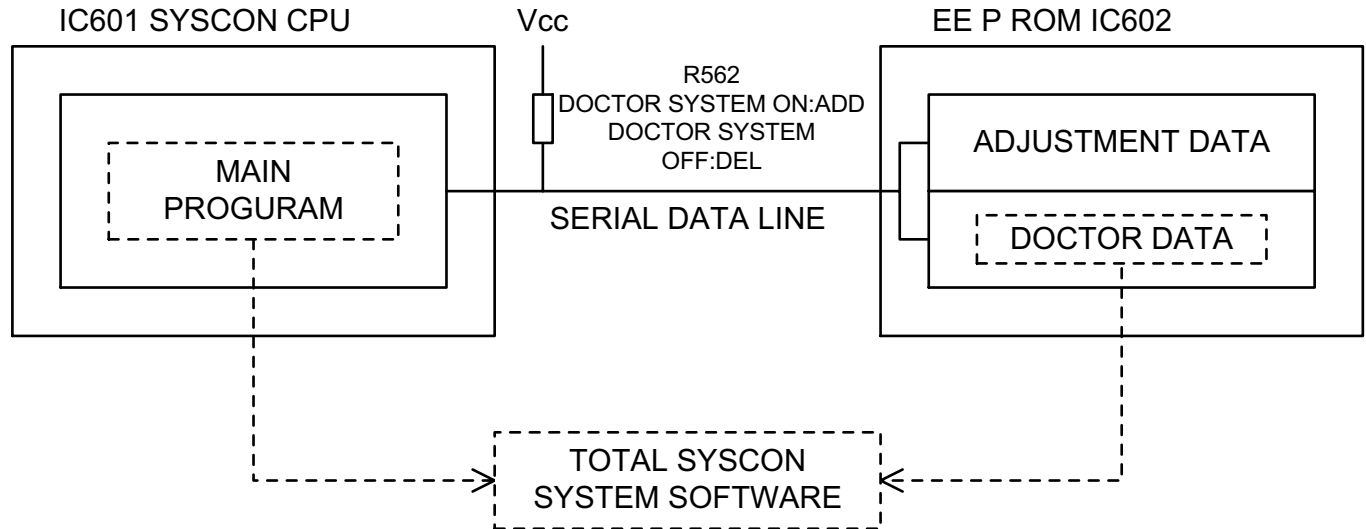 IC601 SYSCON CPU
Vcc
EE P ROM IC602
R562
DOCTOR SYSTEM ON:ADD
DOCTOR SYSTEM
OFF:DEL
MAIN
PROGURAM
ADJUSTMENT DATA
SERIAL DATA LINE
DOCTOR DATA
TOTAL SYSCON
SYSTEM SOFTWARE